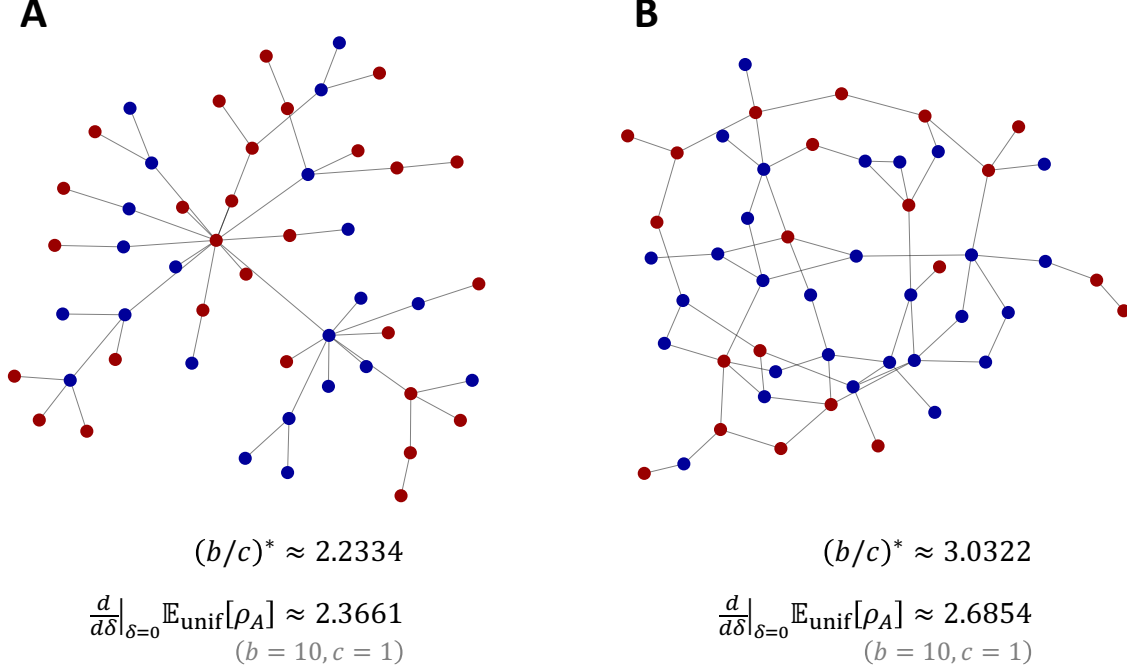 A
B
(b/c)* ≈ 2.2334
(b/c)* ≈ 3.0322
d/dδ|δ=0 𝔼unif[ρA] ≈ 2.3661
d/dδ|δ=0 𝔼unif[ρA] ≈ 2.6854
(b = 10, c = 1)
(b = 10, c = 1)